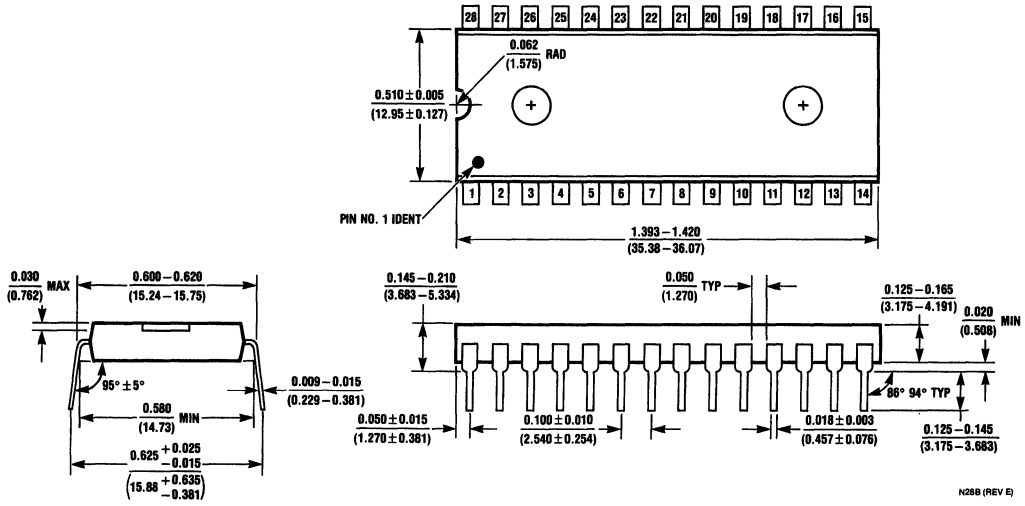 28 27 26 25 24 23 22 21 20 19 18 17 16 15
0.062
(1.575)
RAD
0.510 ± 0.005
(12.95 ± 0.127)
1 2 3 4 5 6 7 8 9 10 11 12 13 14
PIN NO. 1 IDENT
1.393 – 1.420
(35.38 – 36.07)
0.030
(0.762)
MAX
0.600 – 0.620
(15.24 – 15.75)
95° ± 5°
0.009 – 0.015
(0.229 – 0.381)
0.580
(14.73)
MIN
0.625 + 0.025
– 0.015
(15.88 + 0.635
– 0.381)
0.145 – 0.210
(3.683 – 5.334)
0.050
(1.270)
TYP
0.125 – 0.165
(3.175 – 4.191)
0.020
(0.508)
MIN
86° 94° TYP
0.050 ± 0.015
(1.270 ± 0.381)
0.100 ± 0.010
(2.540 ± 0.254)
0.018 ± 0.003
(0.457 ± 0.076)
0.125 – 0.145
(3.175 – 3.683)
N28B (REV E)